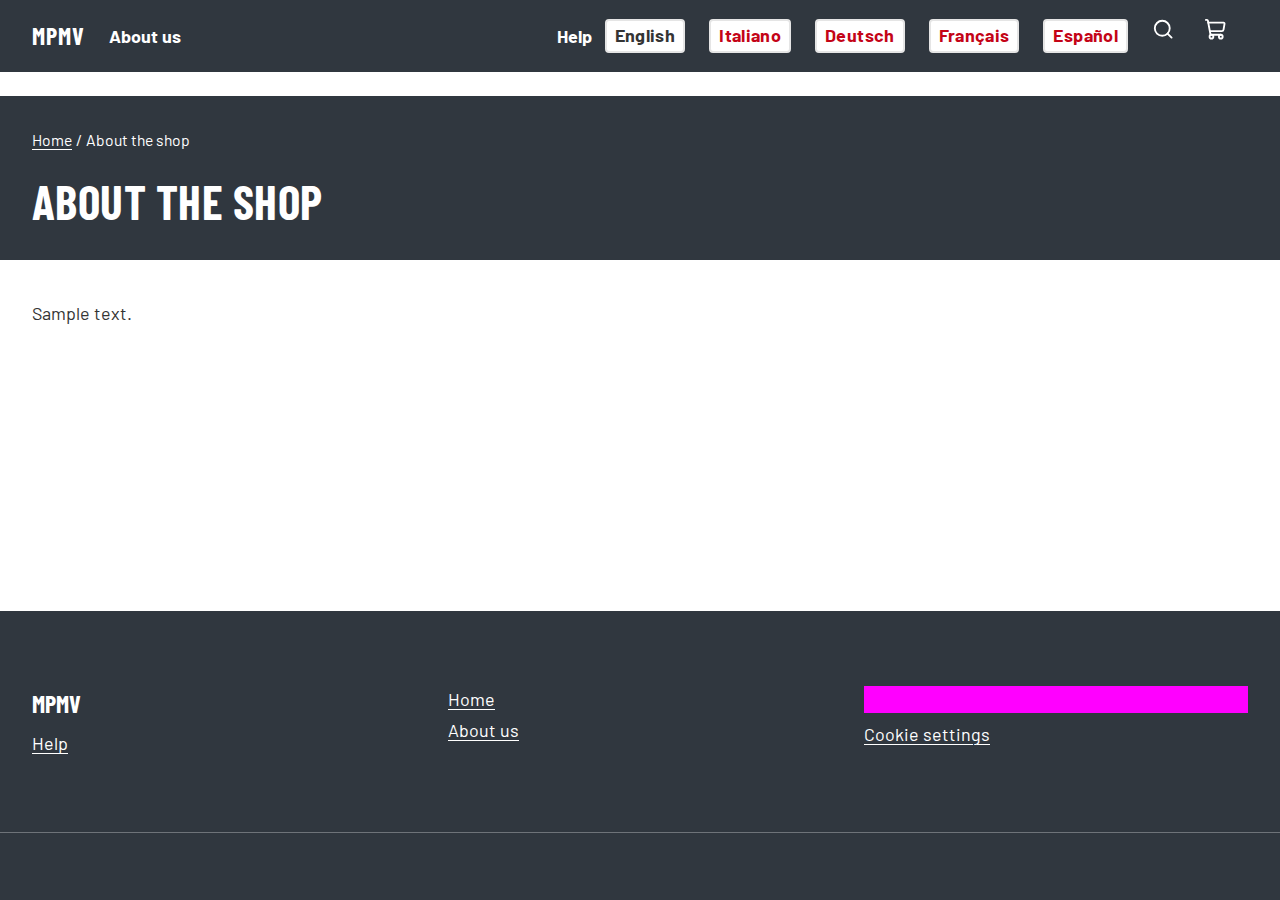 MPMV About us Help English Italiano Deutsch Français Español
Home / About the shop
ABOUT THE SHOP
Sample text.
MPMV
Help
Home
About us
Cookie settings